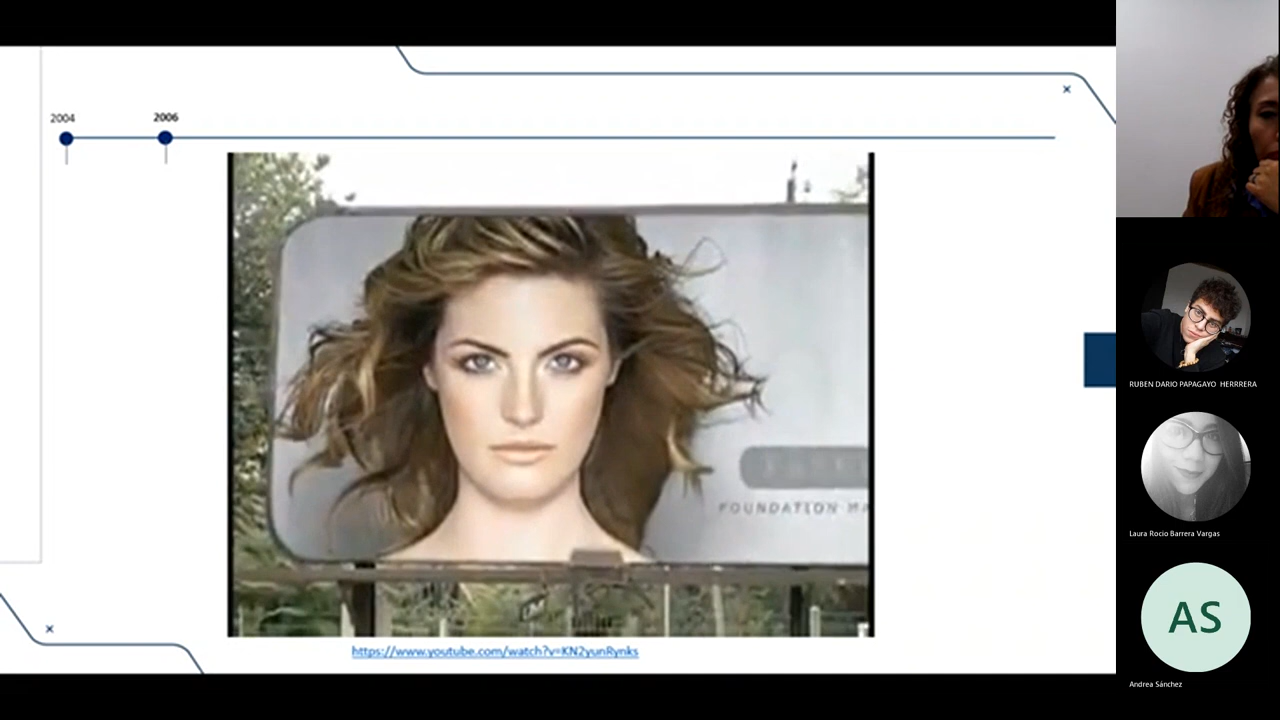 2004
2006
FOUNDATION MA
https://www.youtube.com/watch?v=KN2yunRynks
RUBEN DARIO PAPAGAYO HERRRERA
Laura Rocio Barrera Vargas
AS
Andrea Sánchez